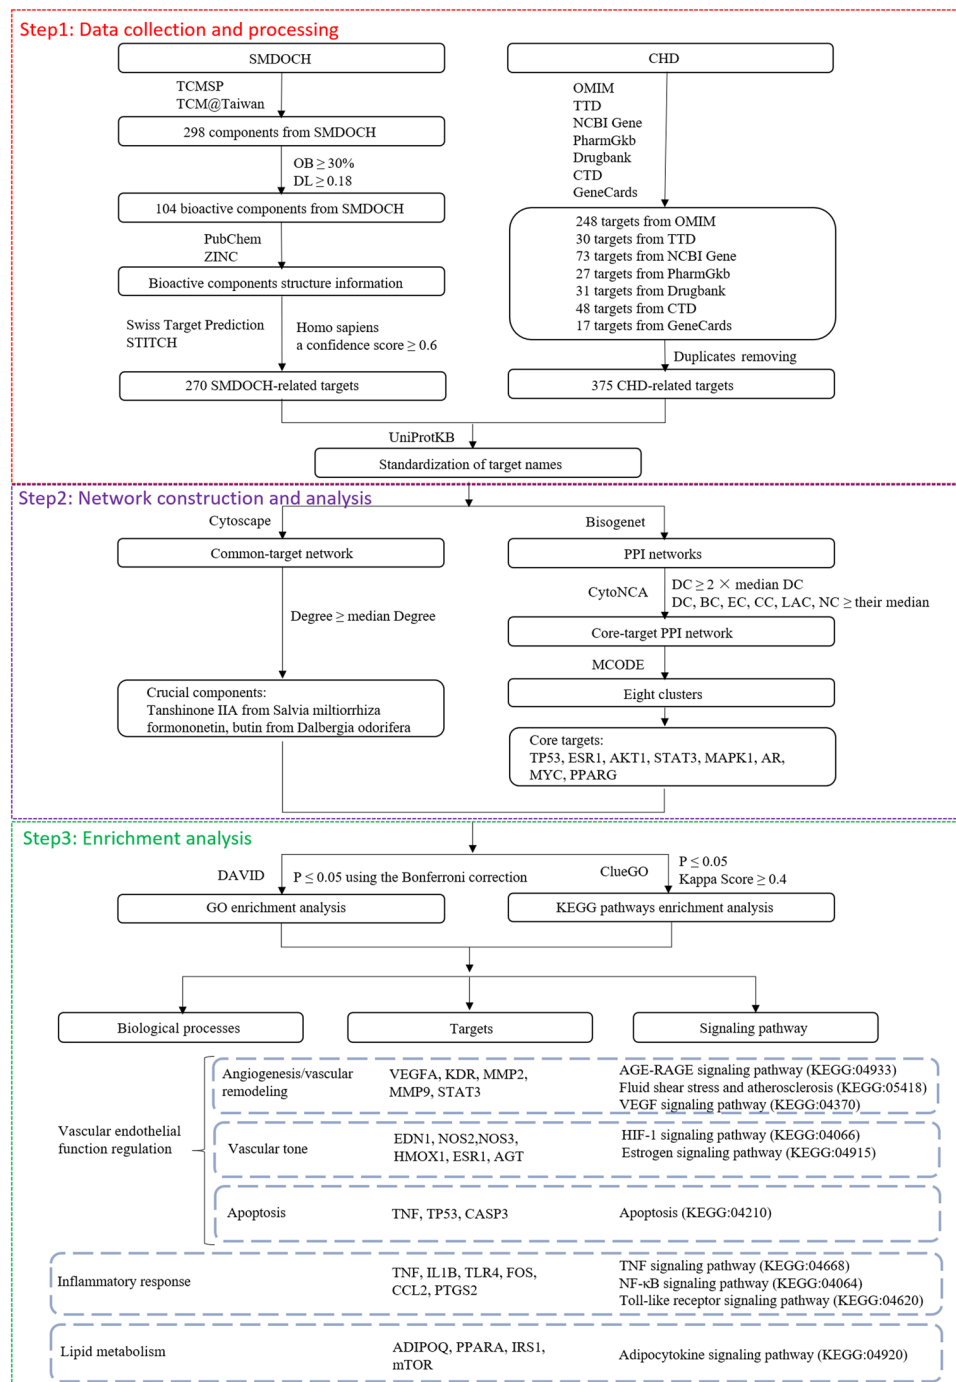 Step1: Data collection and processing
SMDOCH
CHD
TCMSP
TCM@Taiwan
298 components from SMDOCH
OB ≥ 30%
DL ≥ 0.18
104 bioactive components from SMDOCH
PubChem
ZINC
Bioactive components structure information
Swiss Target Prediction
STITCH
Homo sapiens
a confidence score ≥ 0.6
270 SMDOCH-related targets
OMIM
TTD
NCBI Gene
PharmGkb
Drugbank
CTD
GeneCards
248 targets from OMIM
30 targets from TTD
73 targets from NCBI Gene
27 targets from PharmGkb
31 targets from Drugbank
48 targets from CTD
17 targets from GeneCards
Duplicates removing
375 CHD-related targets
UniProtKB
Standardization of target names
Step2: Network construction and analysis
Cytoscape
Common-target network
Degree ≥ median Degree
Crucial components:
Tanshinone IIA from Salvia miltiorrhiza
formononetin, butin from Dalbergia odorifera
Bisogenet
PPI networks
CytoNCA
DC ≥ 2 × median DC
DC, BC, EC, CC, LAC, NC ≥ their median
Core-target PPI network
MCODE
Eight clusters
Core targets:
TP53, ESR1, AKT1, STAT3, MAPK1, AR,
MYC, PPARG
Step3: Enrichment analysis
DAVID
P ≤ 0.05 using the Bonferroni correction
GO enrichment analysis
ClueGO
P ≤ 0.05
Kappa Score ≥ 0.4
KEGG pathways enrichment analysis
Biological processes
Targets
Signaling pathway
Vascular endothelial
function regulation
Angiogenesis/vascular
remodeling
VEGFA, KDR, MMP2,
MMP9, STAT3
AGE-RAGE signaling pathway (KEGG:04933)
Fluid shear stress and atherosclerosis (KEGG:05418)
VEGF signaling pathway (KEGG:04370)
Vascular tone
EDN1, NOS2,NOS3,
HMOX1, ESR1, AGT
HIF-1 signaling pathway (KEGG:04066)
Estrogen signaling pathway (KEGG:04915)
Apoptosis
TNF, TP53, CASP3
Apoptosis (KEGG:04210)
Inflammatory response
TNF, IL1B, TLR4, FOS,
CCL2, PTGS2
TNF signaling pathway (KEGG:04668)
NF-κB signaling pathway (KEGG:04064)
Toll-like receptor signaling pathway (KEGG:04620)
Lipid metabolism
ADIPOQ, PPARA, IRS1,
mTOR
Adipocytokine signaling pathway (KEGG:04920)